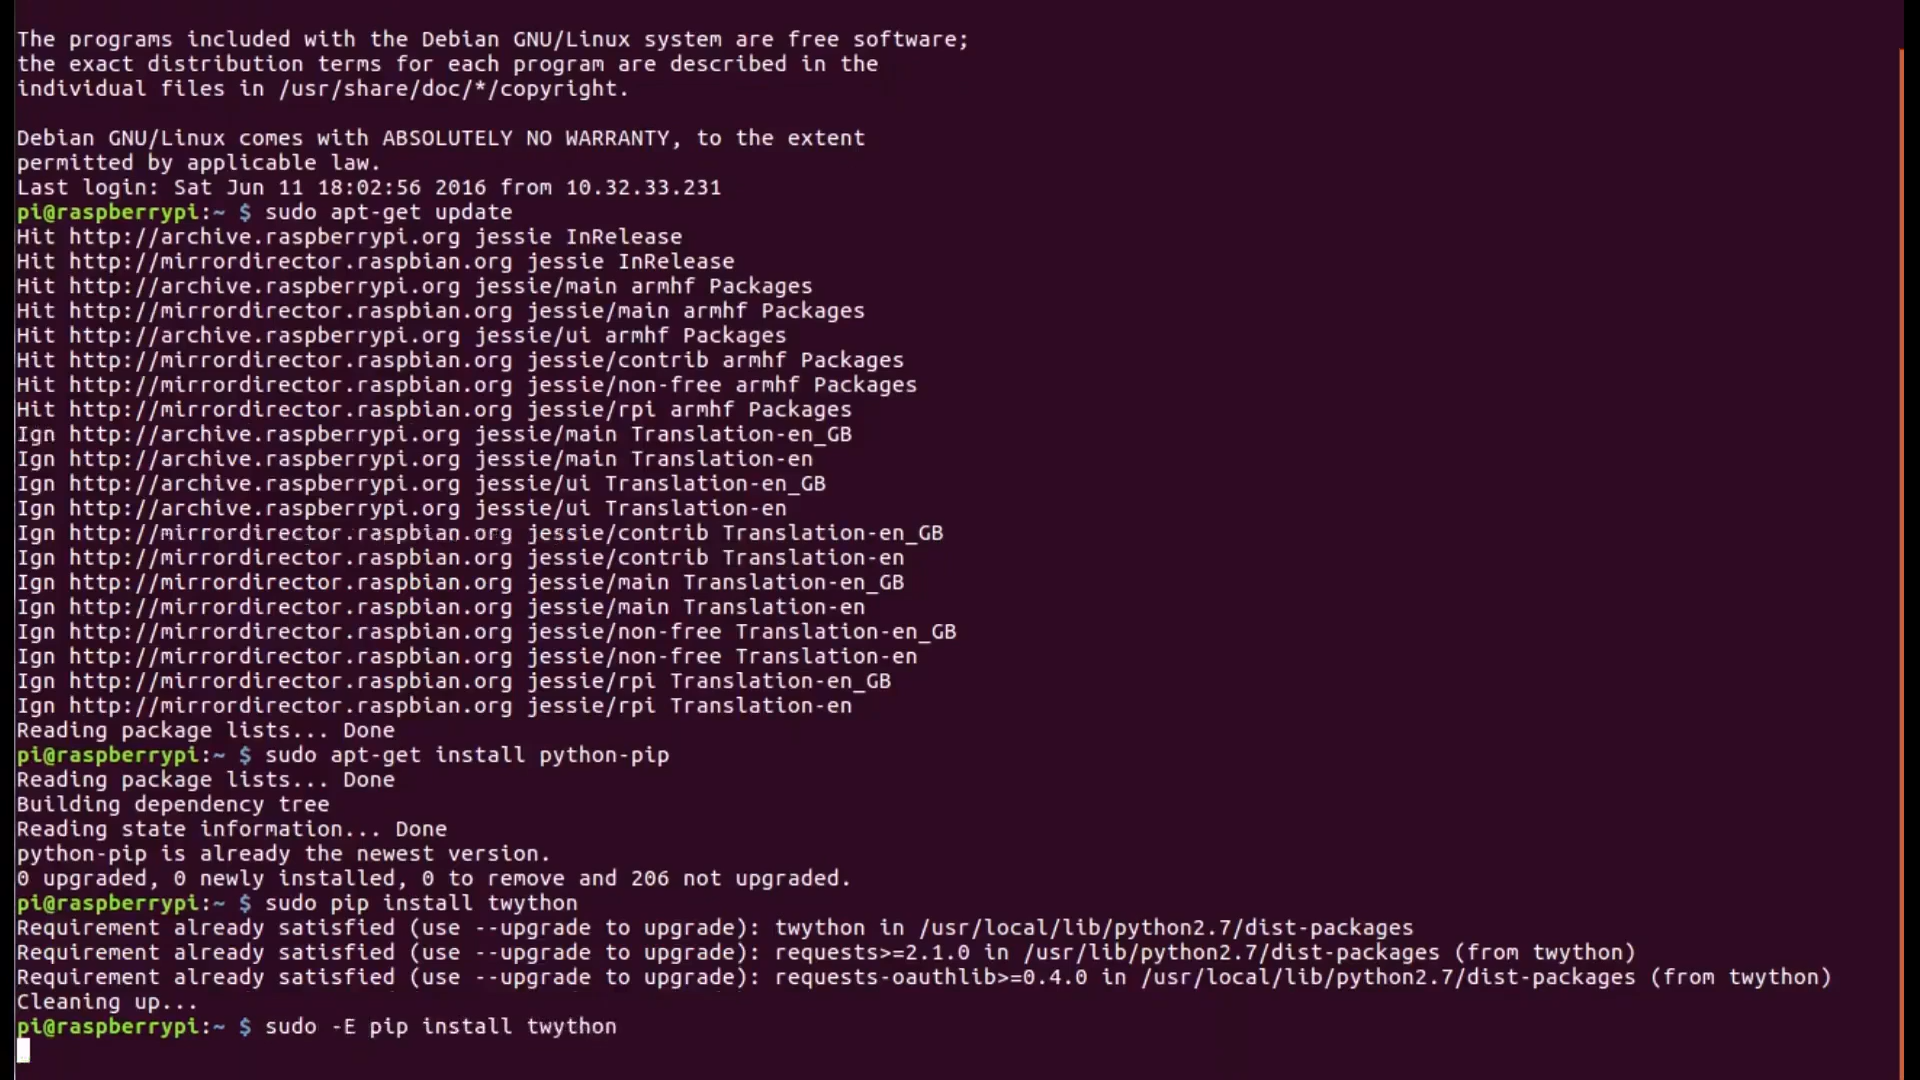 The programs included with the Debian GNU/Linux system are free software;
the exact distribution terms for each program are described in the
individual files in /usr/share/doc/*/copyright.
Debian GNU/Linux comes with ABSOLUTELY NO WARRANTY, to the extent
permitted by applicable law.
Last login: Sat Jun 11 18:02:56 2016 from 10.32.33.231
pi@raspberrypi:~ $ sudo apt-get update
Hit http://archive.raspberrypi.org jessie InRelease
Hit http://mirrordirector.raspbian.org jessie InRelease
Hit http://archive.raspberrypi.org jessie/main armhf Packages
Hit http://mirrordirector.raspbian.org jessie/main armhf Packages
Hit http://archive.raspberrypi.org jessie/ui armhf Packages
Hit http://mirrordirector.raspbian.org jessie/contrib armhf Packages
Hit http://mirrordirector.raspbian.org jessie/non-free armhf Packages
Hit http://mirrordirector.raspbian.org jessie/rpi armhf Packages
Ign http://archive.raspberrypi.org jessie/main Translation-en_GB
Ign http://archive.raspberrypi.org jessie/main Translation-en
Ign http://archive.raspberrypi.org jessie/ui Translation-en_GB
Ign http://archive.raspberrypi.org jessie/ui Translation-en
Ign http://mirrordirector.raspbian.org jessie/contrib Translation-en_GB
Ign http://mirrordirector.raspbian.org jessie/contrib Translation-en
Ign http://mirrordirector.raspbian.org jessie/main Translation-en_GB
Ign http://mirrordirector.raspbian.org jessie/main Translation-en
Ign http://mirrordirector.raspbian.org jessie/non-free Translation-en_GB
Ign http://mirrordirector.raspbian.org jessie/non-free Translation-en
Ign http://mirrordirector.raspbian.org jessie/rpi Translation-en_GB
Ign http://mirrordirector.raspbian.org jessie/rpi Translation-en
Reading package lists... Done
pi@raspberrypi:~ $ sudo apt-get install python-pip
Reading package lists... Done
Building dependency tree
Reading state information... Done
python-pip is already the newest version.
0 upgraded, 0 newly installed, 0 to remove and 206 not upgraded.
pi@raspberrypi:~ $ sudo pip install twython
Requirement already satisfied (use --upgrade to upgrade): twython in /usr/local/lib/python2.7/dist-packages
Requirement already satisfied (use --upgrade to upgrade): requests>=2.1.0 in /usr/lib/python2.7/dist-packages (from twython)
Requirement already satisfied (use --upgrade to upgrade): requests-oauthlib>=0.4.0 in /usr/local/lib/python2.7/dist-packages (from twython)
Cleaning up...
pi@raspberrypi:~ $ sudo -E pip install twython